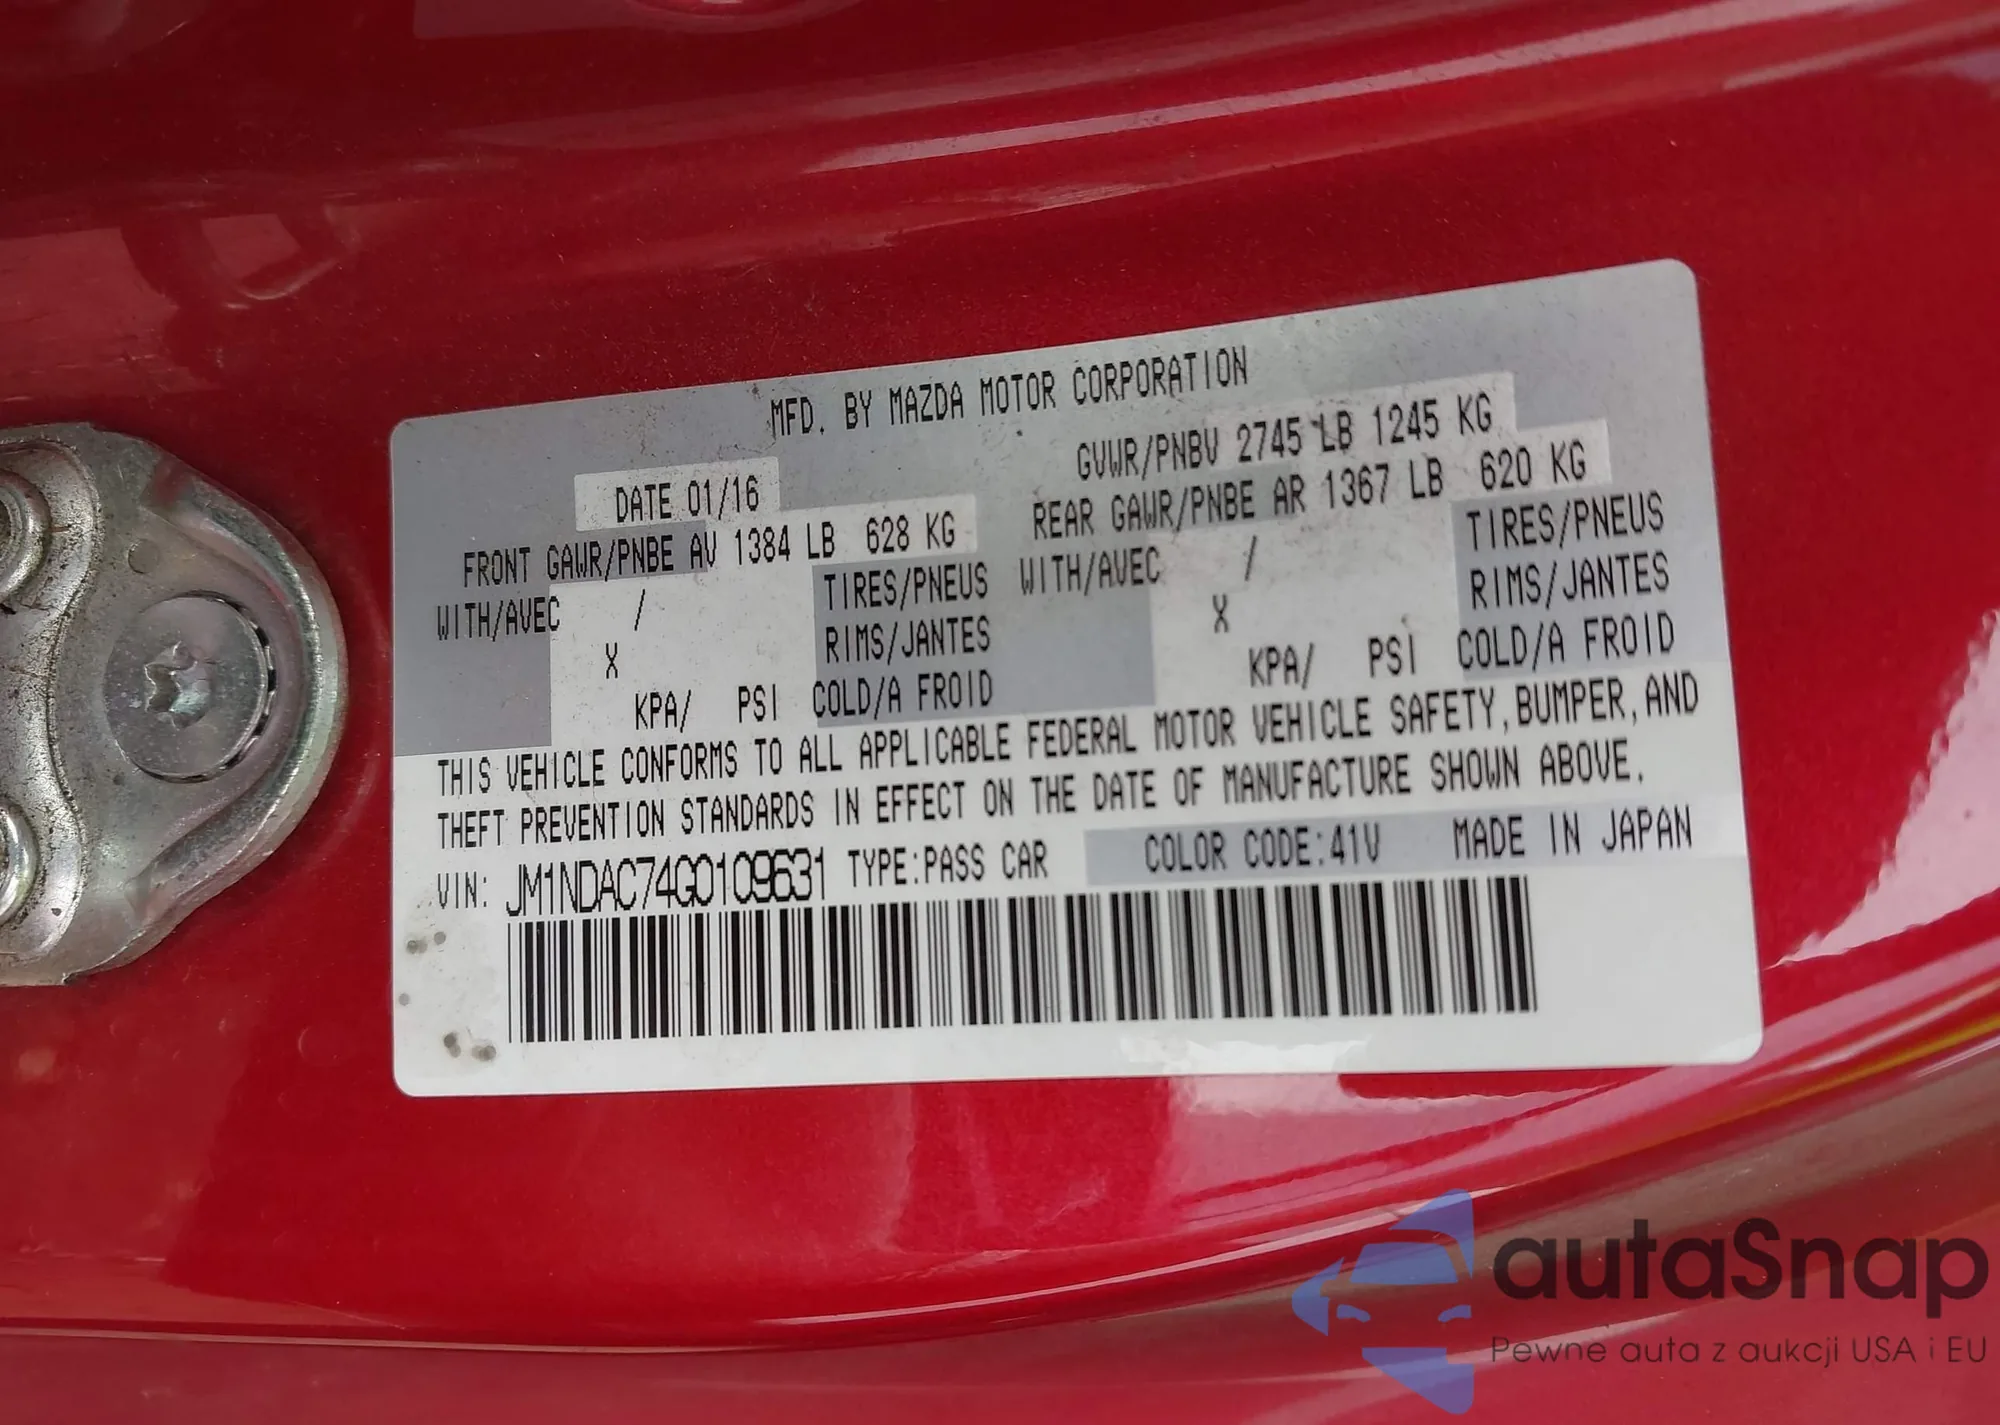 MFD. BY MAZDA MOTOR CORPORATION
DATE 01/16
GVWR/PNBV 2745 LB 1245 KG
FRONT GAWR/PNBE AV 1384 LB 628 KG
REAR GAWR/PNBE AR 1367 LB 620 KG
WITH/AVEC / TIRES/PNEUS
X RIMS/JANTES
KPA/ PSI COLD/A FROID
WITH/AVEC / TIRES/PNEUS
X RIMS/JANTES
KPA/ PSI COLD/A FROID
THIS VEHICLE CONFORMS TO ALL APPLICABLE FEDERAL MOTOR VEHICLE SAFETY, BUMPER, AND
THEFT PREVENTION STANDARDS IN EFFECT ON THE DATE OF MANUFACTURE SHOWN ABOVE.
VIN: JM1NDAC74G0109631 TYPE:PASS CAR COLOR CODE:41V MADE IN JAPAN
autaSnap
Pewne auta z aukcji USA i EU